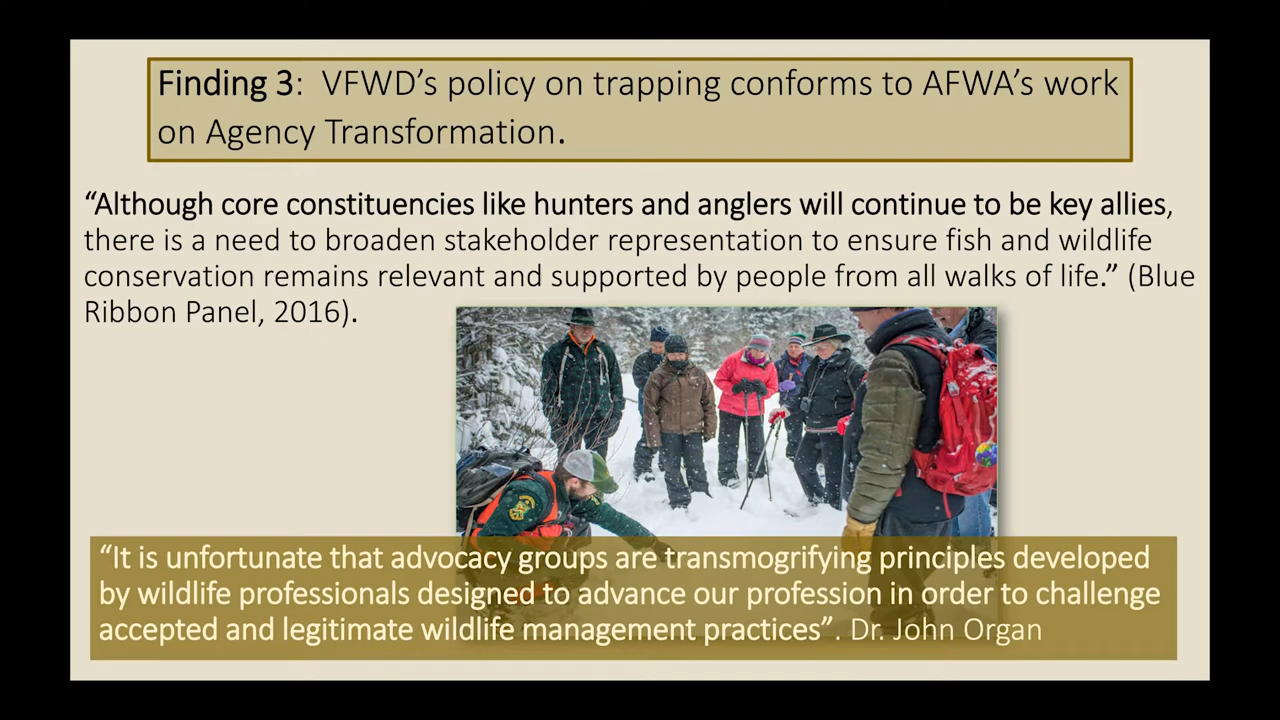 Finding 3:  VFWD’s policy on trapping conforms to AFWA’s work
on Agency Transformation.
“Although core constituencies like hunters and anglers will continue to be key allies,
there is a need to broaden stakeholder representation to ensure fish and wildlife
conservation remains relevant and supported by people from all walks of life.” (Blue
Ribbon Panel, 2016).
“It is unfortunate that advocacy groups are transmogrifying principles developed
by wildlife professionals designed to advance our profession in order to challenge
accepted and legitimate wildlife management practices”. Dr. John Organ